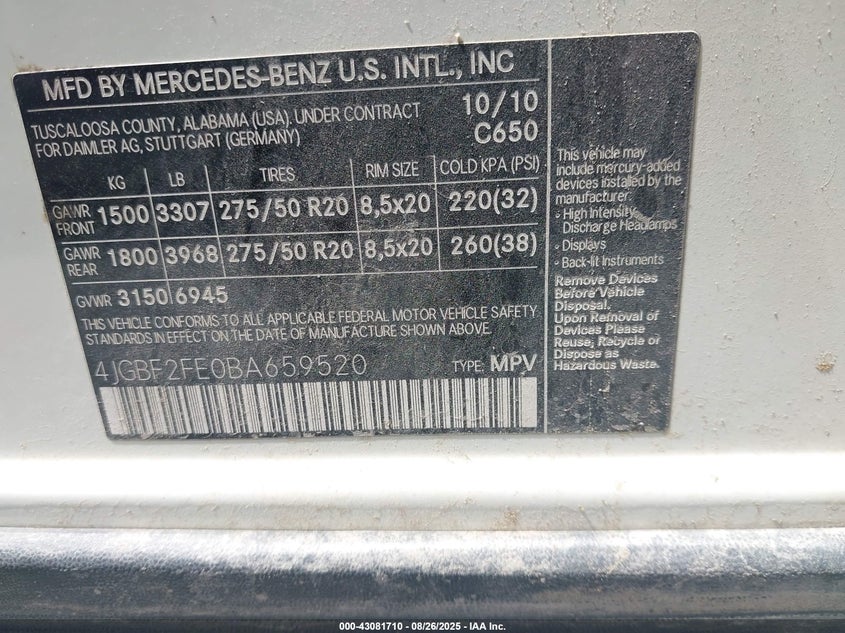 MFD BY MERCEDES-BENZ U.S. INTL., INC
TUSCALOOSA COUNTY, ALABAMA (USA). UNDER CONTRACT
FOR DAIMLER AG, STUTTGART (GERMANY)
10/10
C650
KG LB TIRES RIM SIZE COLD KPA (PSI)
GAWR FRONT 1500 3307 275/50 R20 8,5x20 220(32)
GAWR REAR 1800 3968 275/50 R20 8,5x20 260(38)
GVWR 3150 6945
THIS VEHICLE CONFORMS TO ALL APPLICABLE FEDERAL MOTOR VEHICLE SAFETY
STANDARDS IN EFFECT ON THE DATE OF MANUFACTURE SHOWN ABOVE.
4JGBF2FE0BA659520 TYPE: MPV
This vehicle may
include mercury-added
devices installed by the
manufacturer:
• High Intensity
Discharge Headlamps
• Displays
• Back-lit Instruments
Remove Devices
Before Vehicle
Disposal.
Upon Removal of
Devices Please
Reuse, Recycle or
Dispose as
Hazardous Waste.
000-43081710 - 08/26/2025 - IAA Inc.